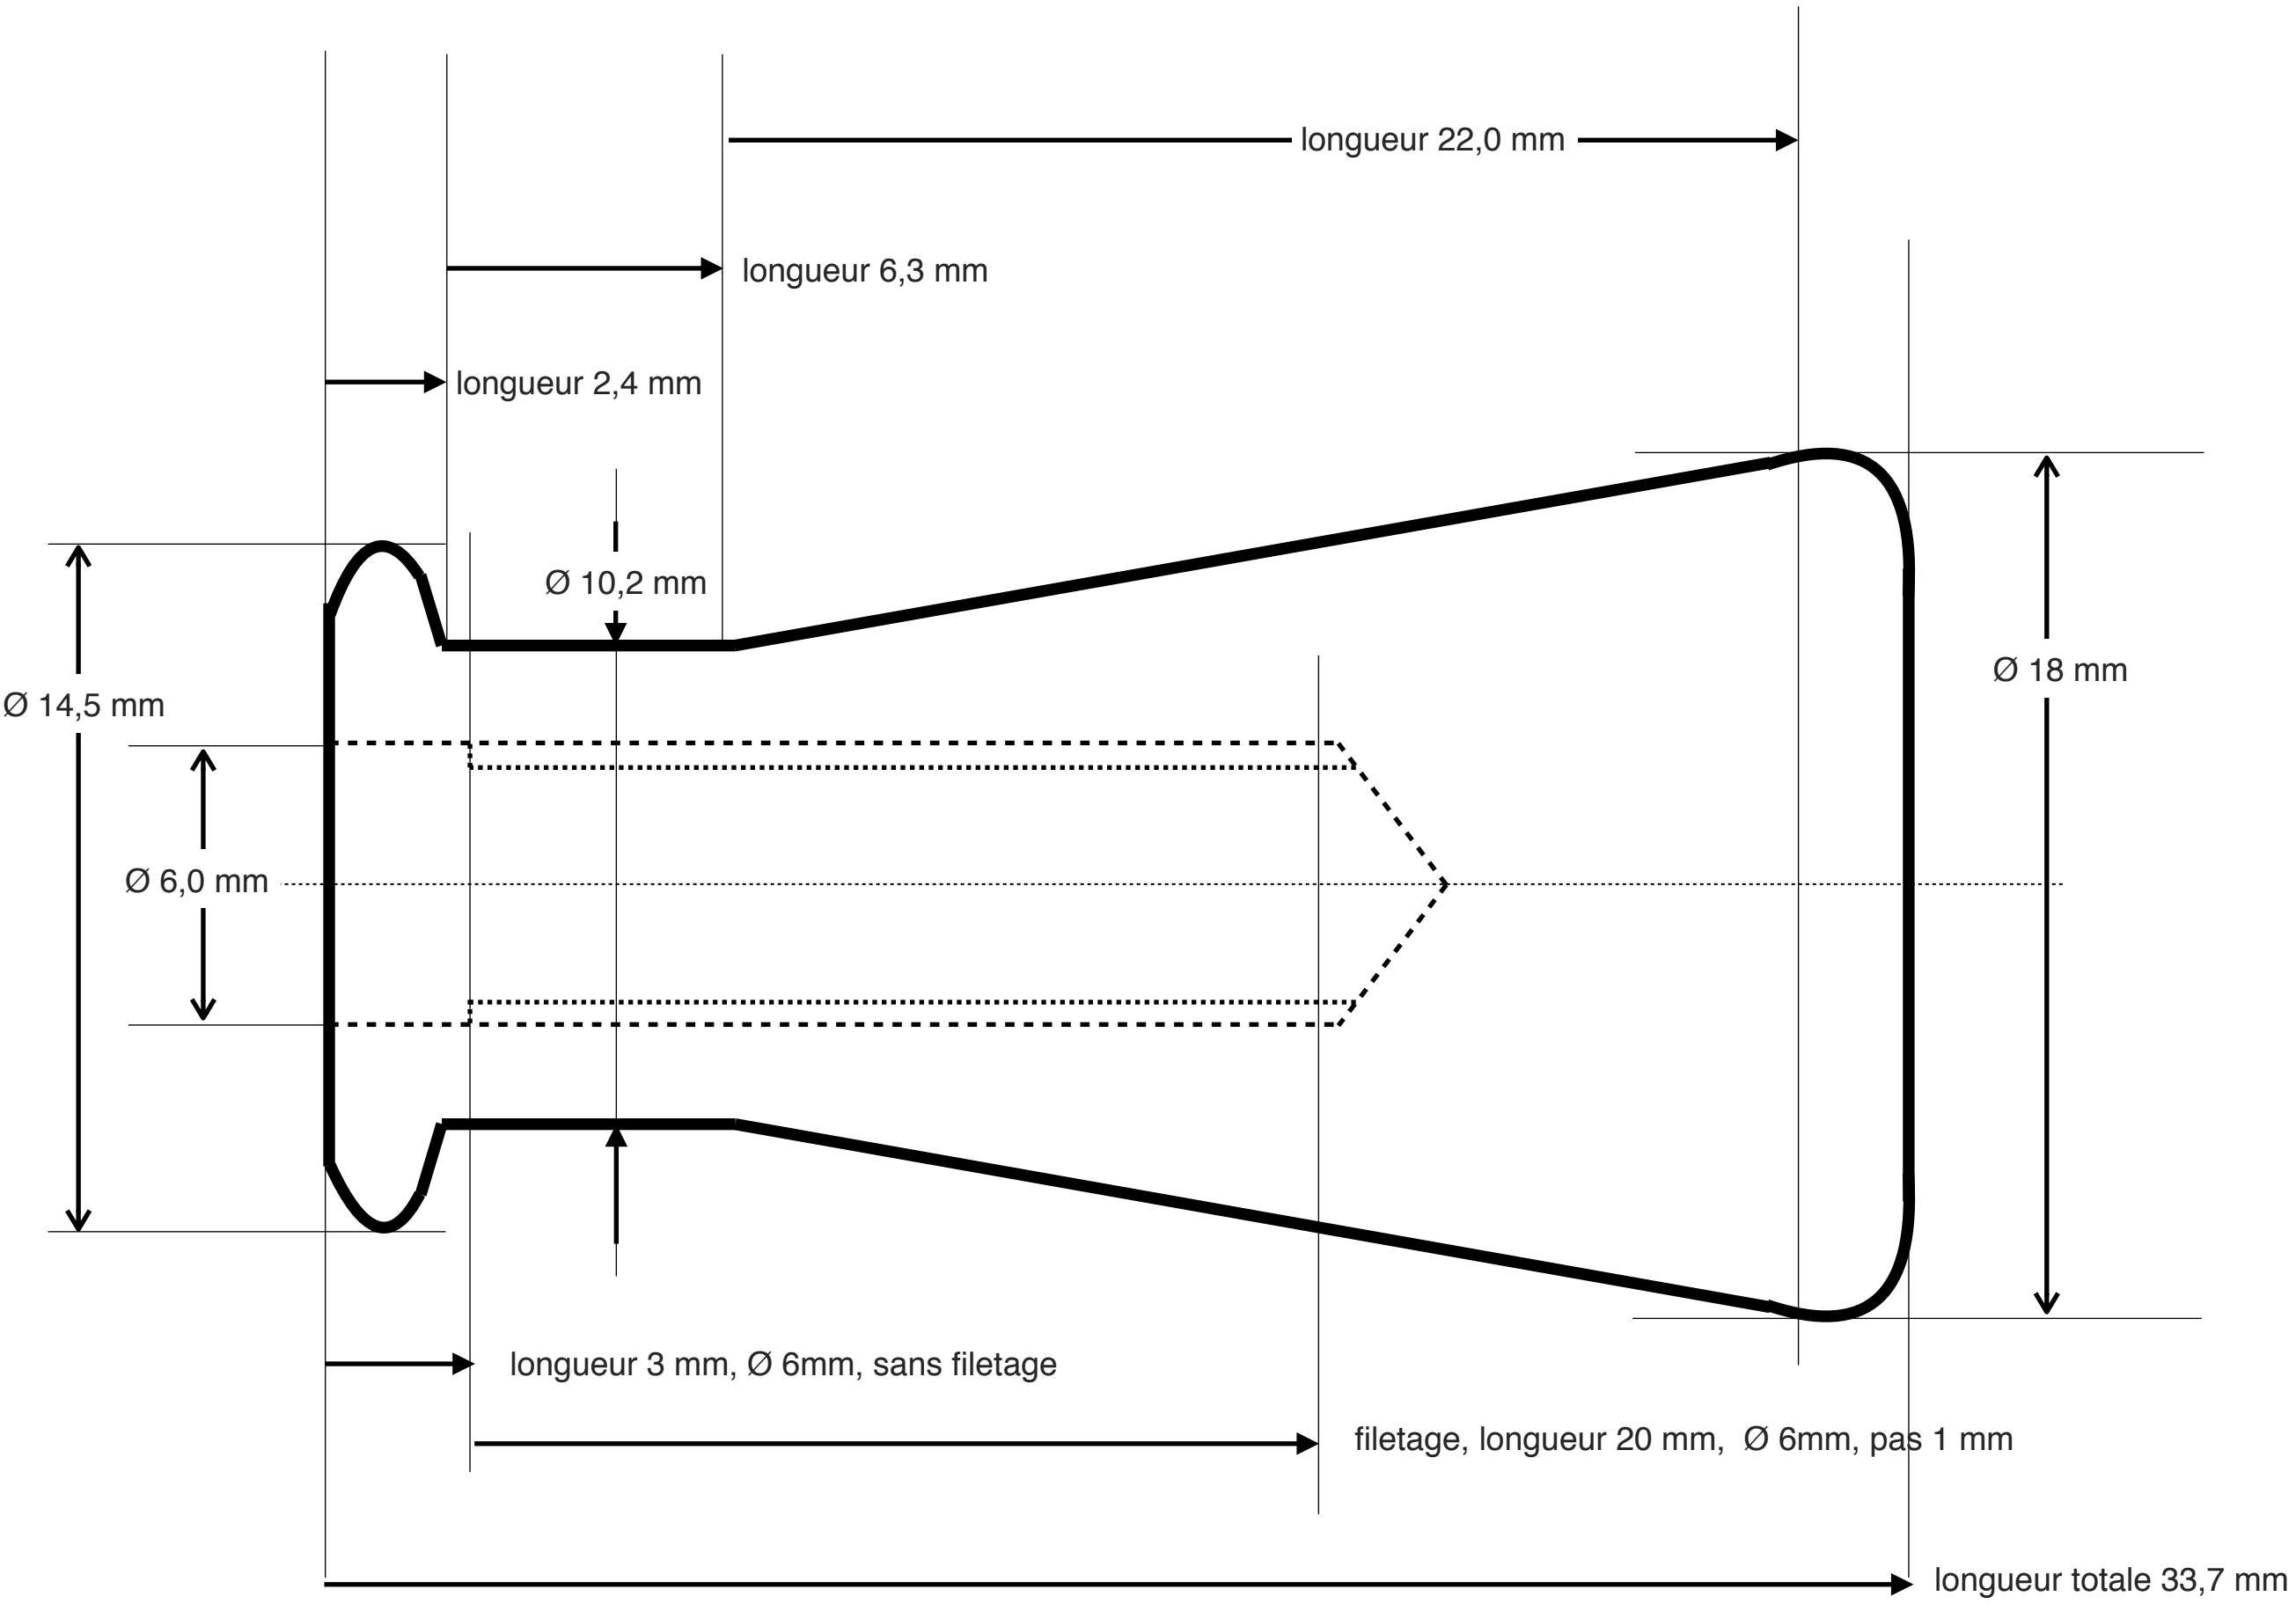 longueur 22,0 mm
longueur 6,3 mm
longueur 2,4 mm
Ø 10,2 mm
Ø 18 mm
Ø 14,5 mm
Ø 6,0 mm
longueur 3 mm, Ø 6mm, sans filetage
filetage, longueur 20 mm, Ø 6mm, pas 1 mm
longueur totale 33,7 mm